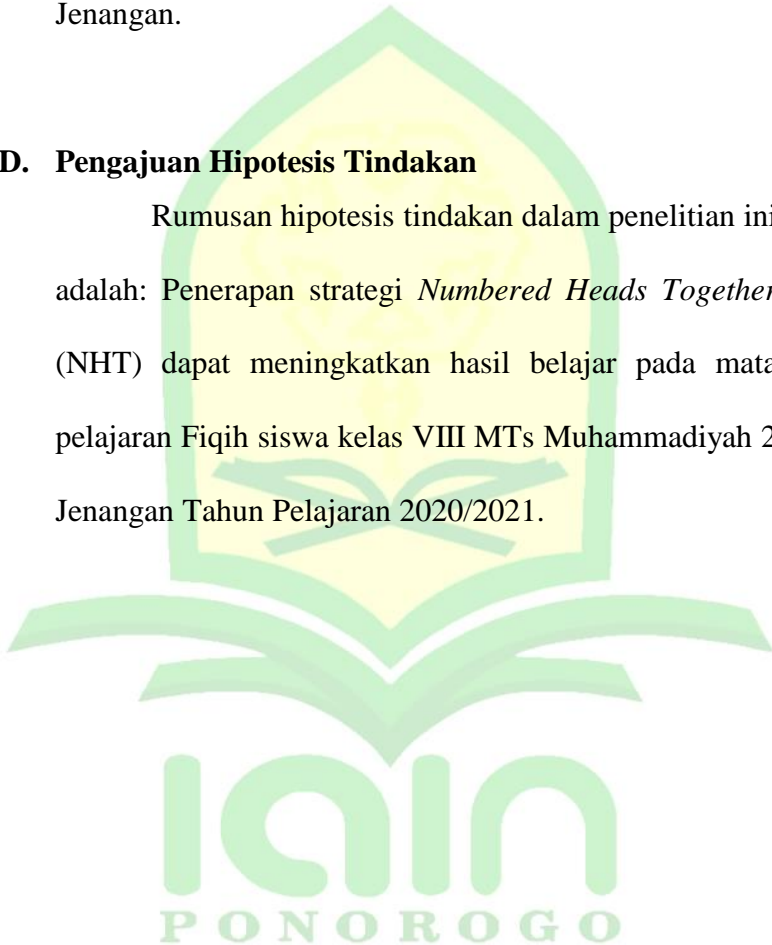 Jenangan.
D. Pengajuan Hipotesis Tindakan
Rumusan hipotesis tindakan dalam penelitian ini
adalah: Penerapan strategi Numbered Heads Together
(NHT) dapat meningkatkan hasil belajar pada mata
pelajaran Fiqih siswa kelas VIII MTs Muhammadiyah 2
Jenangan Tahun Pelajaran 2020/2021.
IAIN
PONOROGO